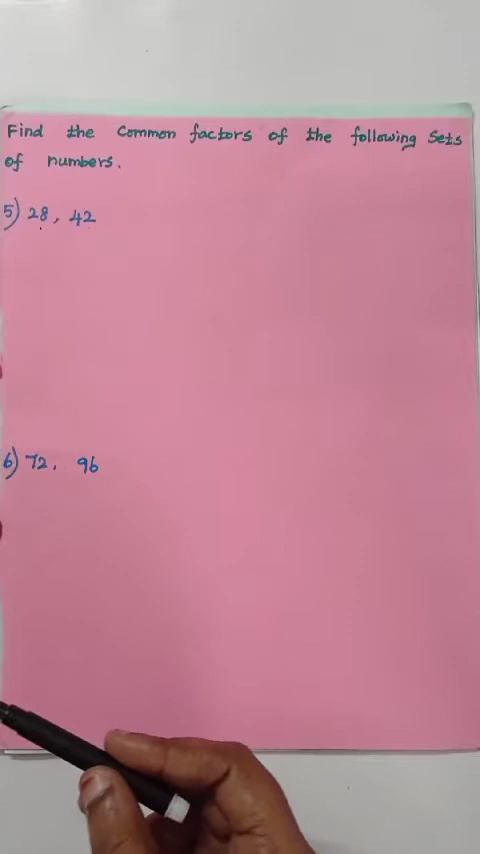 Find the Common factors of the following Sets
of numbers.
5) 28, 42
6) 72, 96